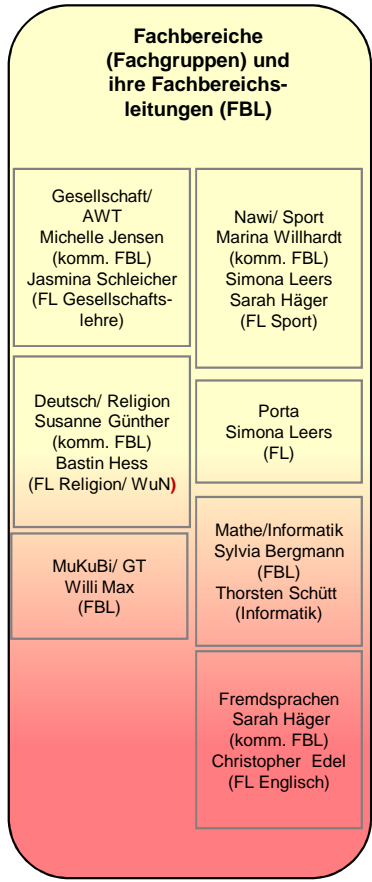 Fachbereiche
(Fachgruppen) und
ihre Fachbereichs-
leitungen (FBL)
Gesellschaft/
AWT
Michelle Jensen
(komm. FBL)
Jasmina Schleicher
(FL Gesellschafts-
lehre)
Nawi/ Sport
Marina Willhardt
(komm. FBL)
Simona Leers
Sarah Häger
(FL Sport)
Deutsch/ Religion
Susanne Günther
(komm. FBL)
Bastin Hess
(FL Religion/ WuN)
Porta
Simona Leers
(FL)
MuKuBi/ GT
Willi Max
(FBL)
Mathe/Informatik
Sylvia Bergmann
(FBL)
Thorsten Schütt
(Informatik)
Fremdsprachen
Sarah Häger
(komm. FBL)
Christopher Edel
(FL Englisch)